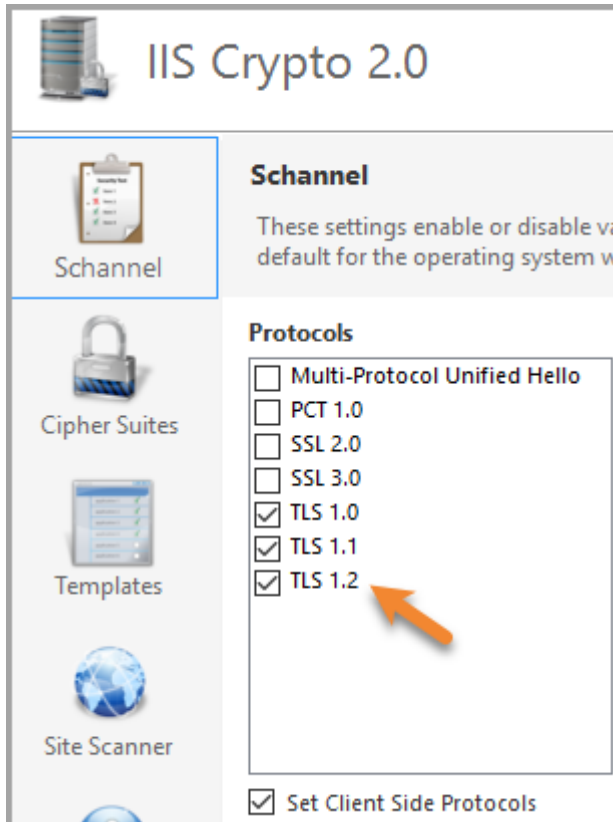 IIS Crypto 2.0
Schannel
Cipher Suites
Templates
Site Scanner
Schannel
These settings enable or disable
default for the operating system
Protocols
Multi-Protocol Unified Hello
PCT 1.0
SSL 2.0
SSL 3.0
TLS 1.0
TLS 1.1
TLS 1.2
Set Client Side Protocols